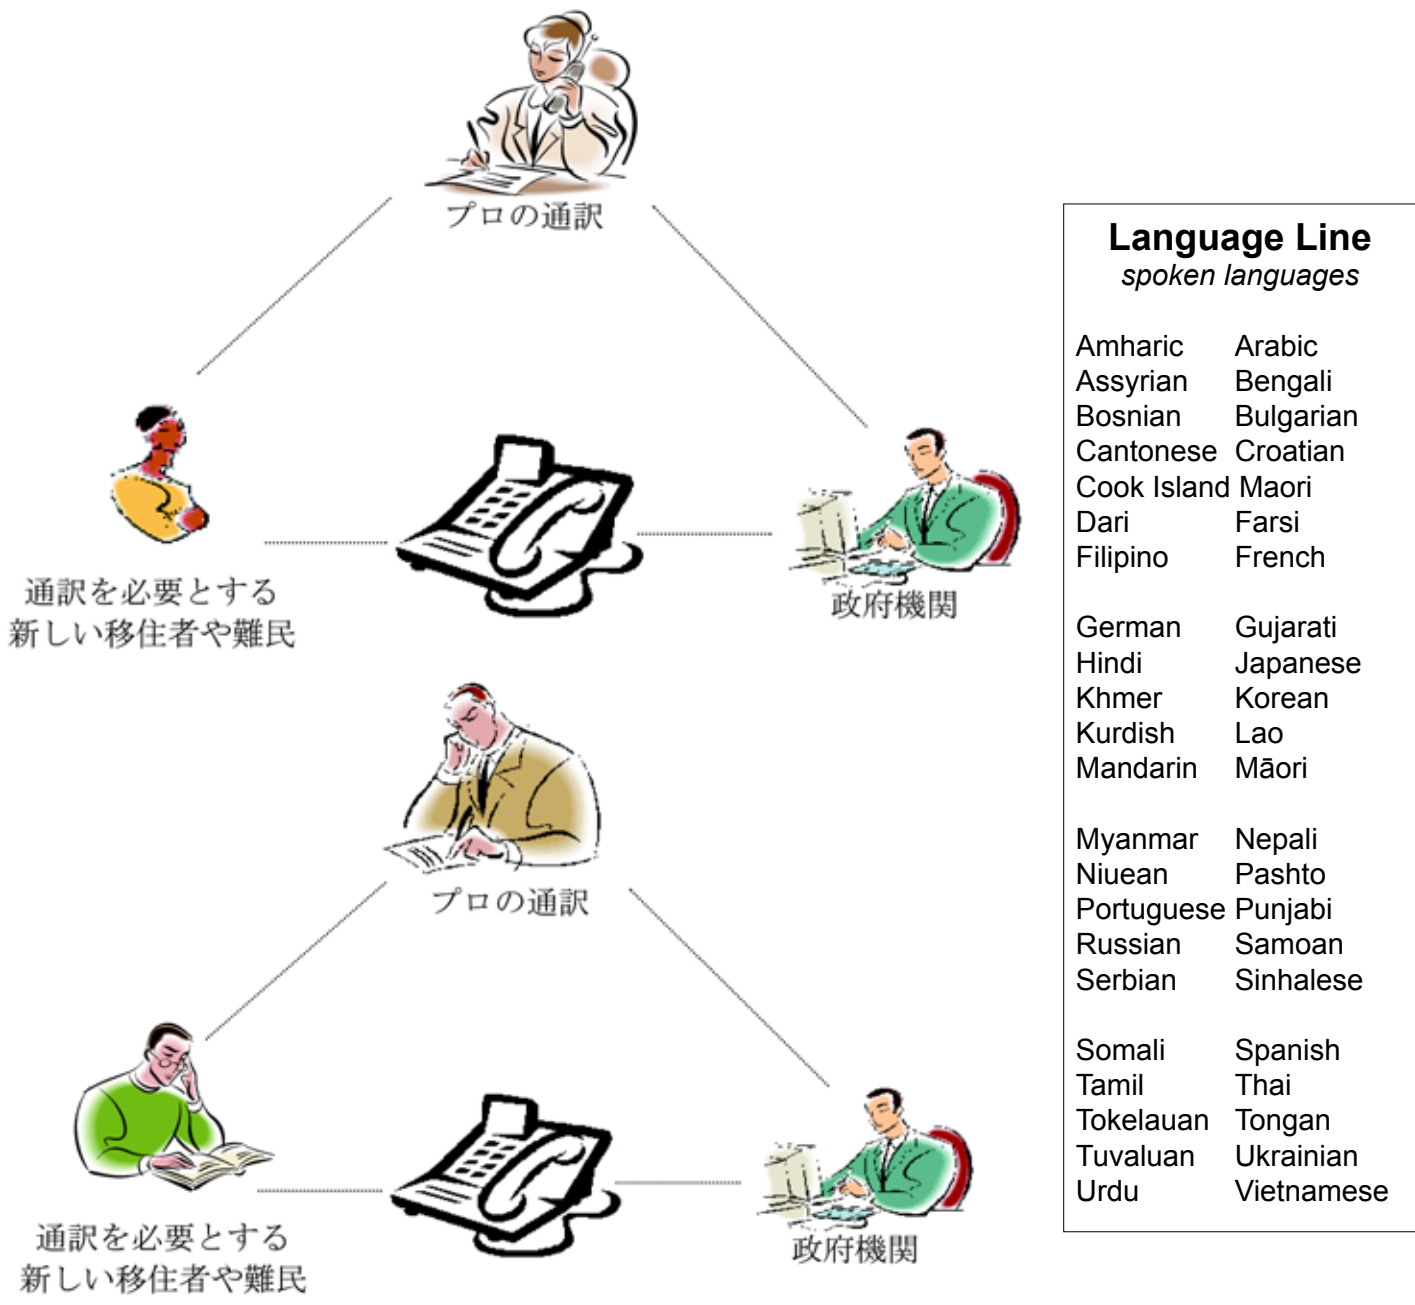 プロの通訳
通訳を必要とする
新しい移住者や難民
政府機関
プロの通訳
通訳を必要とする
新しい移住者や難民
政府機関
Language Line
spoken languages
Amharic Arabic
Assyrian Bengali
Bosnian Bulgarian
Cantonese Croatian
Cook Island Maori
Dari Farsi
Filipino French
German Gujarati
Hindi Japanese
Khmer Korean
Kurdish Lao
Mandarin Māori
Myanmar Nepali
Niuean Pashto
Portuguese Punjabi
Russian Samoan
Serbian Sinhalese
Somali Spanish
Tamil Thai
Tokelauan Tongan
Tuvaluan Ukrainian
Urdu Vietnamese